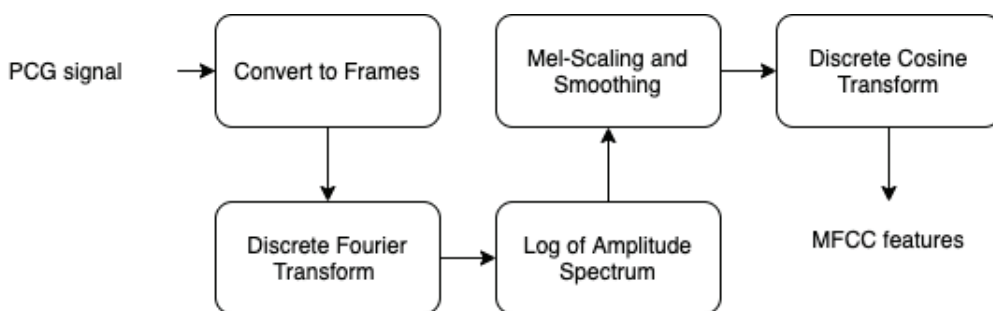 PCG signal
Convert to Frames
Discrete Fourier
Transform
Log of Amplitude
Spectrum
Mel-Scaling and
Smoothing
Discrete Cosine
Transform
MFCC features